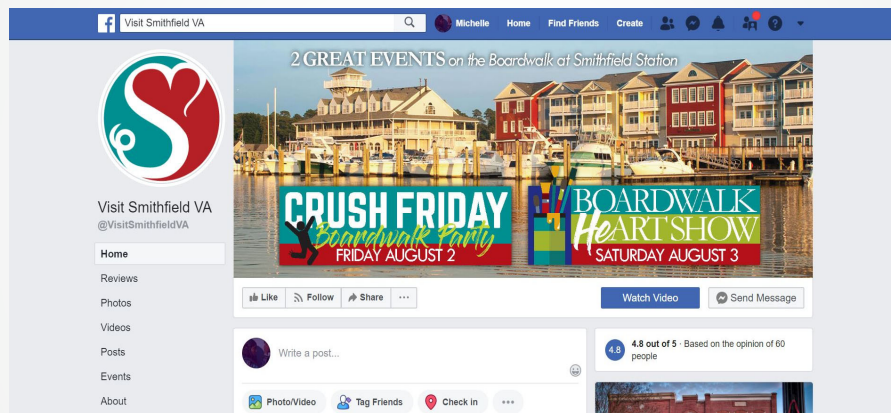 Visit Smithfield VA
Michelle
Home
Find Friends
Create
2 GREAT EVENTS on the Boardwalk at Smithfield Station
CRUSH FRIDAY
Boardwalk Party
FRIDAY AUGUST 2
BOARDWALK
HeART SHOW
SATURDAY AUGUST 3
Visit Smithfield VA
@VisitSmithfieldVA
Home
Reviews
Photos
Videos
Posts
Events
About
Like
Follow
Share
Watch Video
Send Message
Write a post...
Photo/Video
Tag Friends
Check in
4.8
4.8 out of 5 · Based on the opinion of 60
people